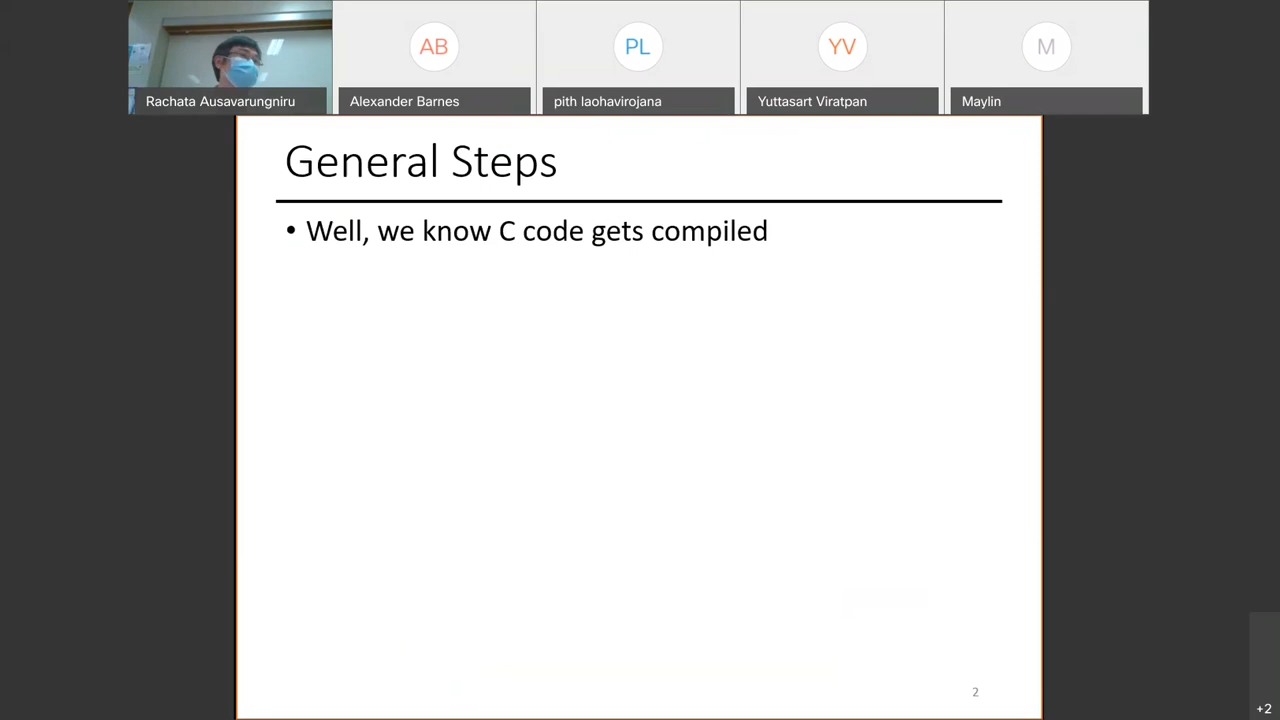 AB
PL
YV
M
Rachata Ausavarungniru
Alexander Barnes
pith laohavirojana
Yuttasart Viratpan
Maylin
General Steps
• Well, we know C code gets compiled
2
+2